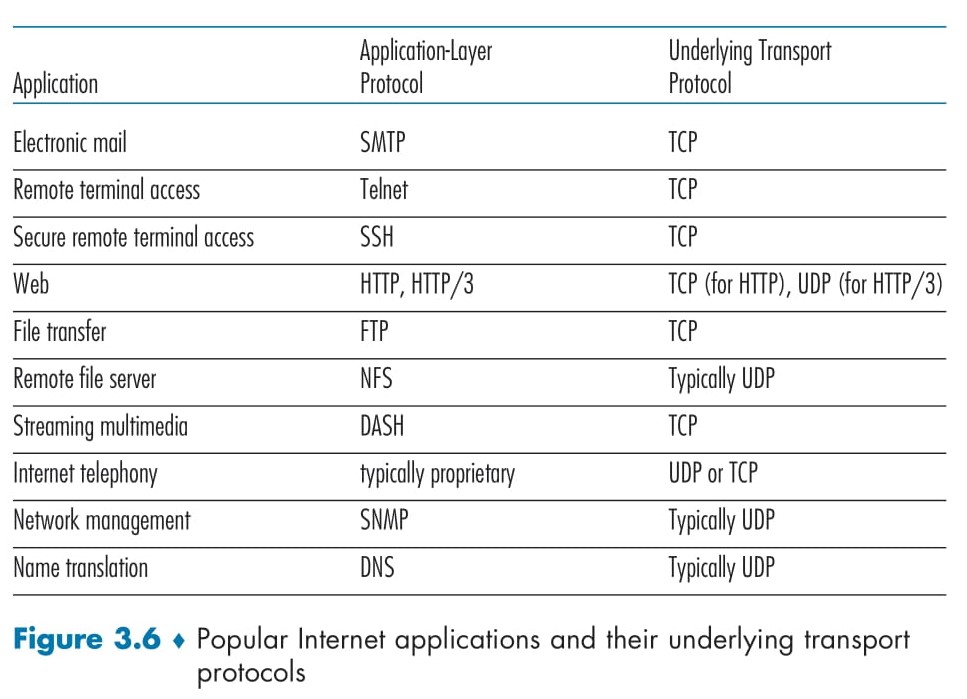 Application Application-Layer Protocol Underlying Transport Protocol
Electronic mail SMTP TCP
Remote terminal access Telnet TCP
Secure remote terminal access SSH TCP
Web HTTP, HTTP/3 TCP (for HTTP), UDP (for HTTP/3)
File transfer FTP TCP
Remote file server NFS Typically UDP
Streaming multimedia DASH TCP
Internet telephony typically proprietary UDP or TCP
Network management SNMP Typically UDP
Name translation DNS Typically UDP
Figure 3.6 ♦ Popular Internet applications and their underlying transport
protocols